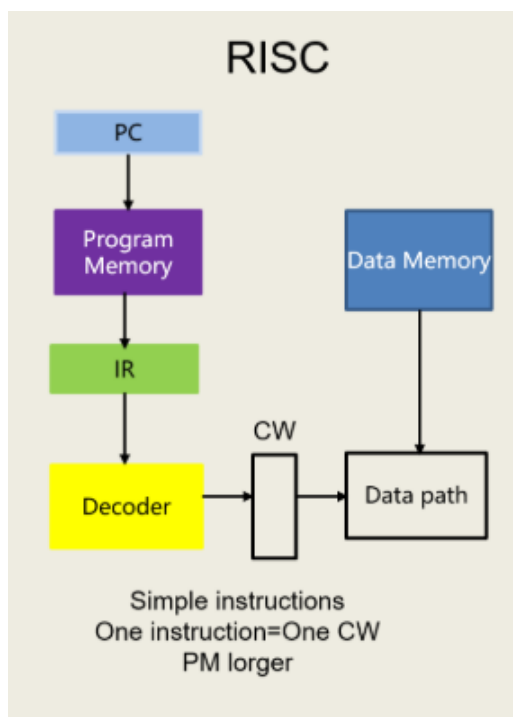 RISC
PC
Program
Memory
Data Memory
IR
CW
Decoder
Data path
Simple instructions
One instruction=One CW
PM lorger